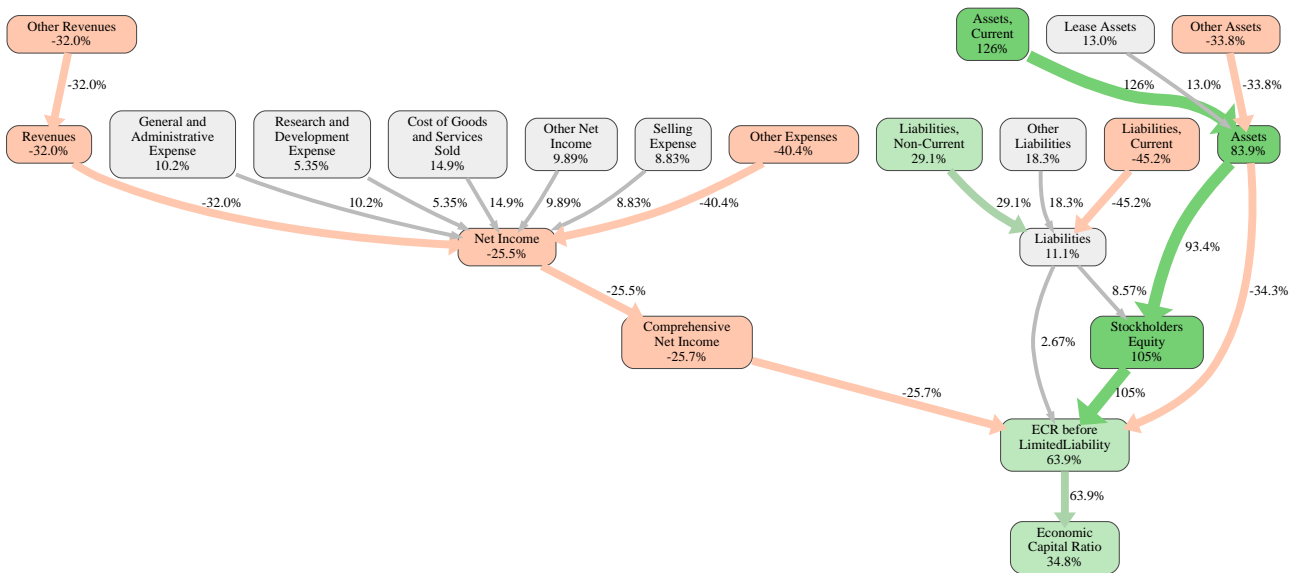 Other Revenues
-32.0%
Assets,
Current
126%
Lease Assets
13.0%
Other Assets
-33.8%
-32.0%
126%
13.0%
-33.8%
Revenues
-32.0%
General and
Administrative
Expense
10.2%
Research and
Development
Expense
5.35%
Cost of Goods
and Services
Sold
14.9%
Other Net
Income
9.89%
Selling
Expense
8.83%
Other Expenses
-40.4%
Liabilities,
Non-Current
29.1%
Other
Liabilities
18.3%
Liabilities,
Current
-45.2%
Assets
83.9%
-32.0%
10.2%
5.35%
14.9%
9.89%
8.83%
-40.4%
29.1%
18.3%
-45.2%
Net Income
-25.5%
Liabilities
11.1%
93.4%
-25.5%
8.57%
-34.3%
Comprehensive
Net Income
-25.7%
2.67%
Stockholders
Equity
105%
-25.7%
105%
ECR before
LimitedLiability
63.9%
63.9%
Economic
Capital Ratio
34.8%